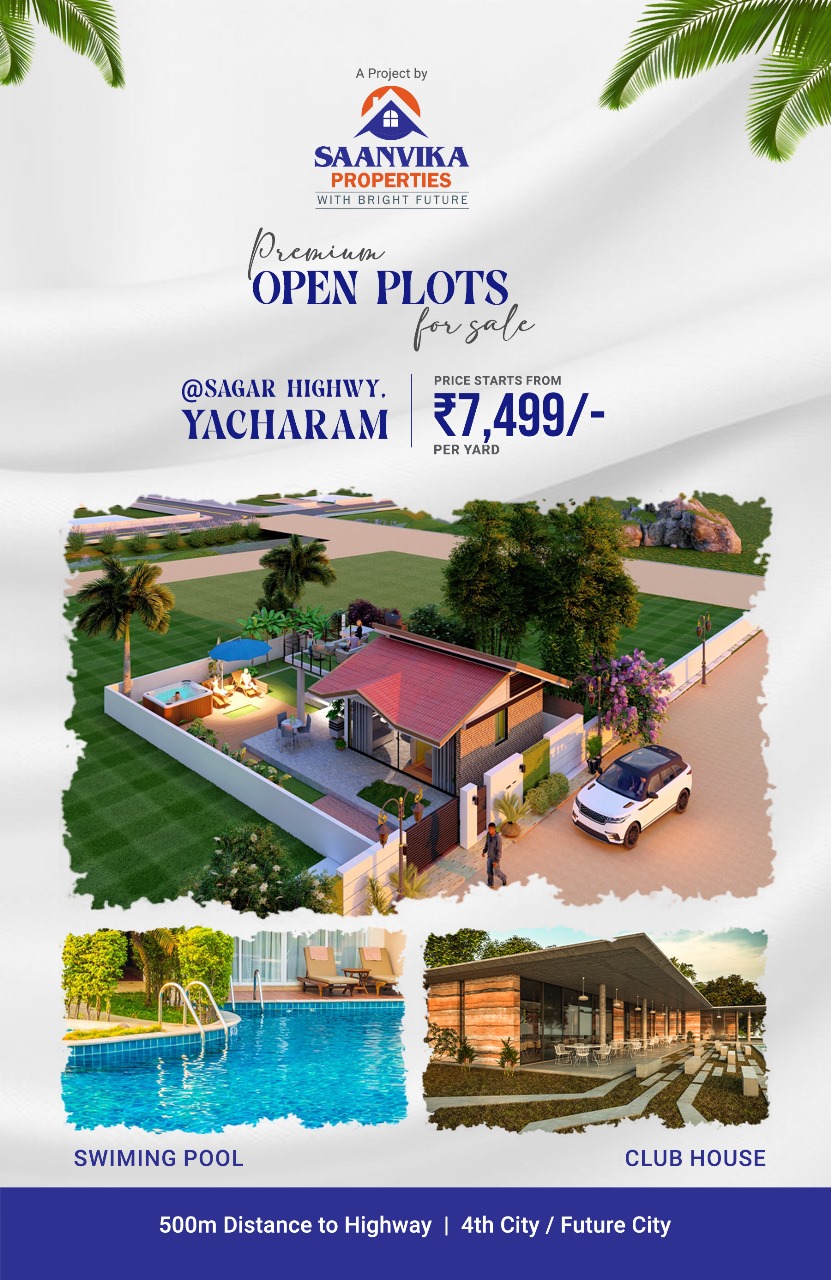 A Project by
SAANVIKA
PROPERTIES
WITH BRIGHT FUTURE
Premium
OPEN PLOTS
for sale
@SAGAR HIGHWY,
YACHARAM
PRICE STARTS FROM
₹7,499/-
PER YARD
SWIMING POOL
CLUB HOUSE
500m Distance to Highway | 4th City / Future City